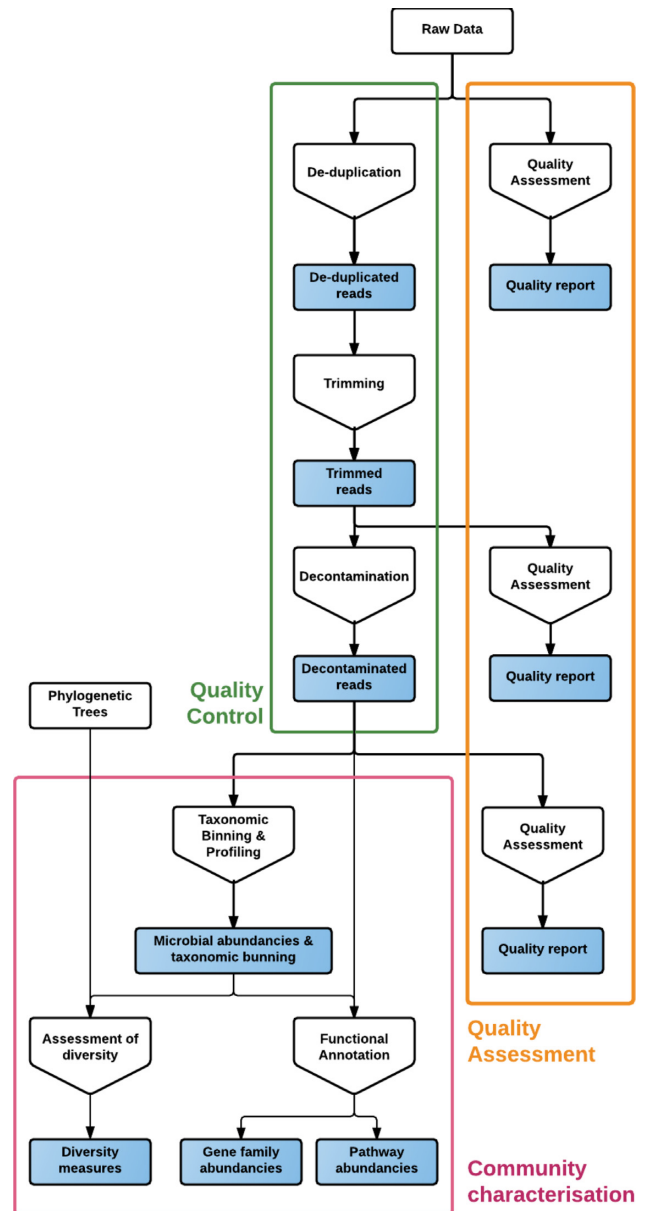 Raw Data
De-duplication
Quality
Assessment
De-duplicated
reads
Quality report
Trimming
Trimmed
reads
Decontamination
Quality
Assessment
Decontaminated
reads
Quality report
Quality
Control
Phylogenetic
Trees
Taxonomic
Binning &
Profiling
Quality
Assessment
Microbial abundancies &
taxonomic bunning
Quality report
Quality
Assessment
Assessment of
diversity
Functional
Annotation
Diversity
measures
Gene family
abundancies
Pathway
abundancies
Community
characterisation